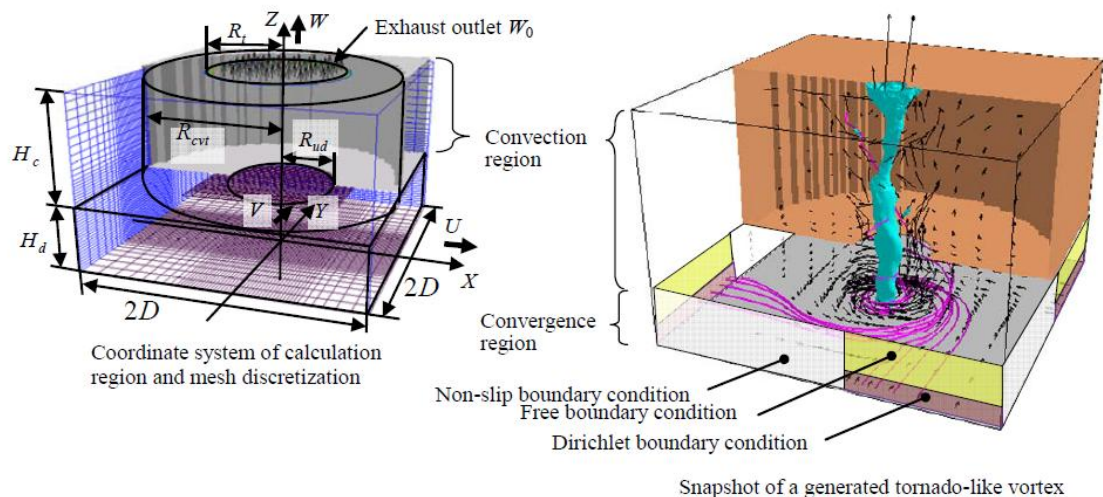 R_t
Z
W
Exhaust outlet W_0
Convection
region
H_c
R_cvt
R_ud
H_d
V
Y
U
X
2D
2D
Coordinate system of calculation
region and mesh discretization
Convergence
region
Non-slip boundary condition
Free boundary condition
Dirichlet boundary condition
Snapshot of a generated tornado-like vortex